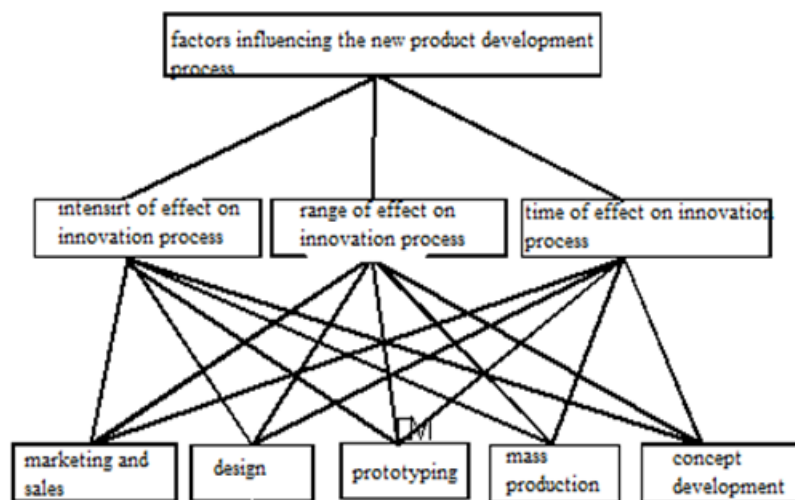 factors influencing the new product development
process
intensirt of effect on
innovation process
range of effect on
innovation process
time of effect on innovation
process
marketing and
sales
design
prototyping
mass
production
concept
development